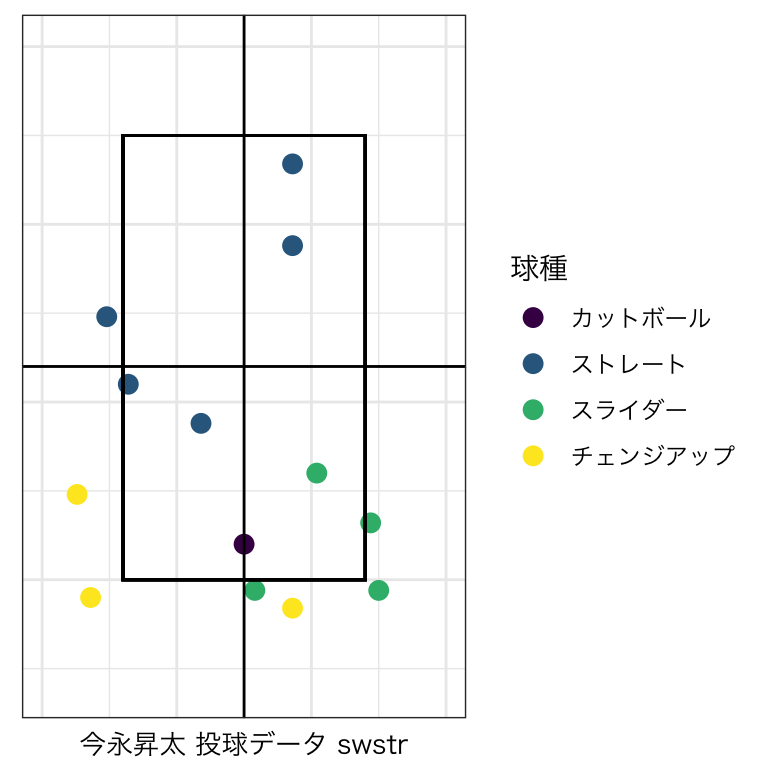 球種
カットボール
ストレート
スライダー
チェンジアップ
今永昇太 投球データ swstr